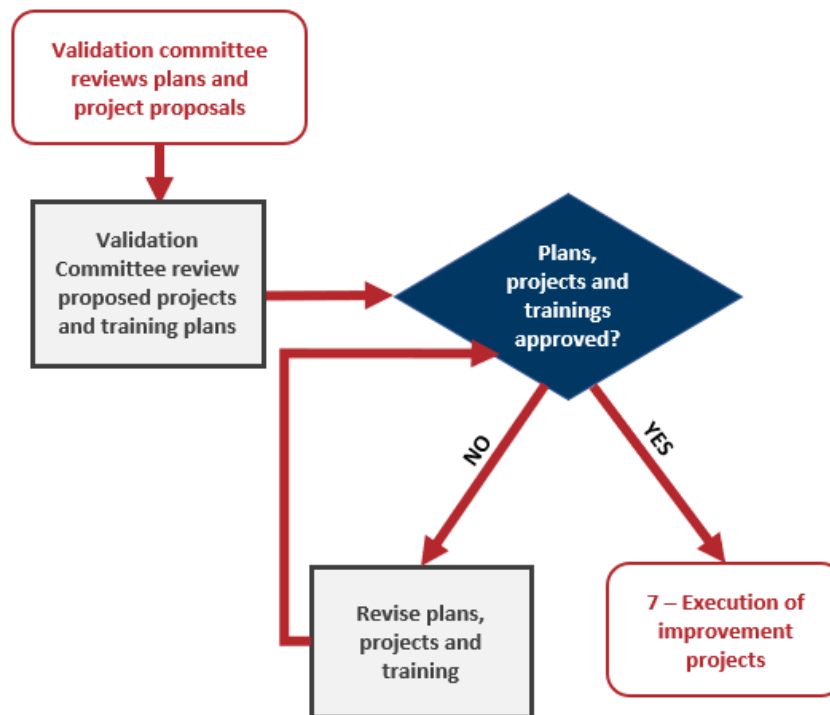 Validation committee
reviews plans and
project proposals
Validation
Committee review
proposed projects
and training plans
Plans,
projects and
trainings
approved?
NO
YES
Revise plans,
projects and
training
7 – Execution of
improvement
projects